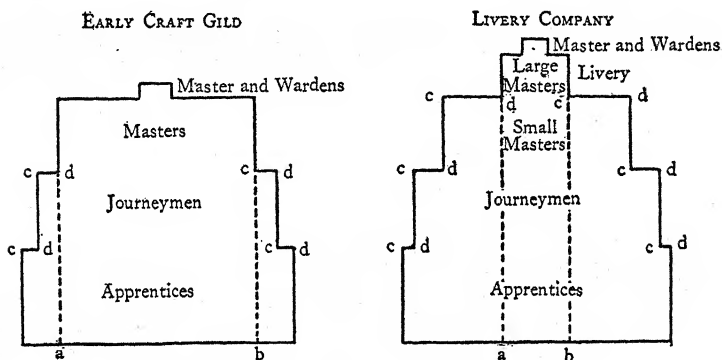 EARLY CRAFT GILD
Master and Wardens
Masters
c d c d
Journeymen
c d c d
Apprentices
a b
LIVERY COMPANY
Master and Wardens
Large Masters
Livery
c d c d
Small Masters
c d c d
Journeymen
c d c d
Apprentices
a b